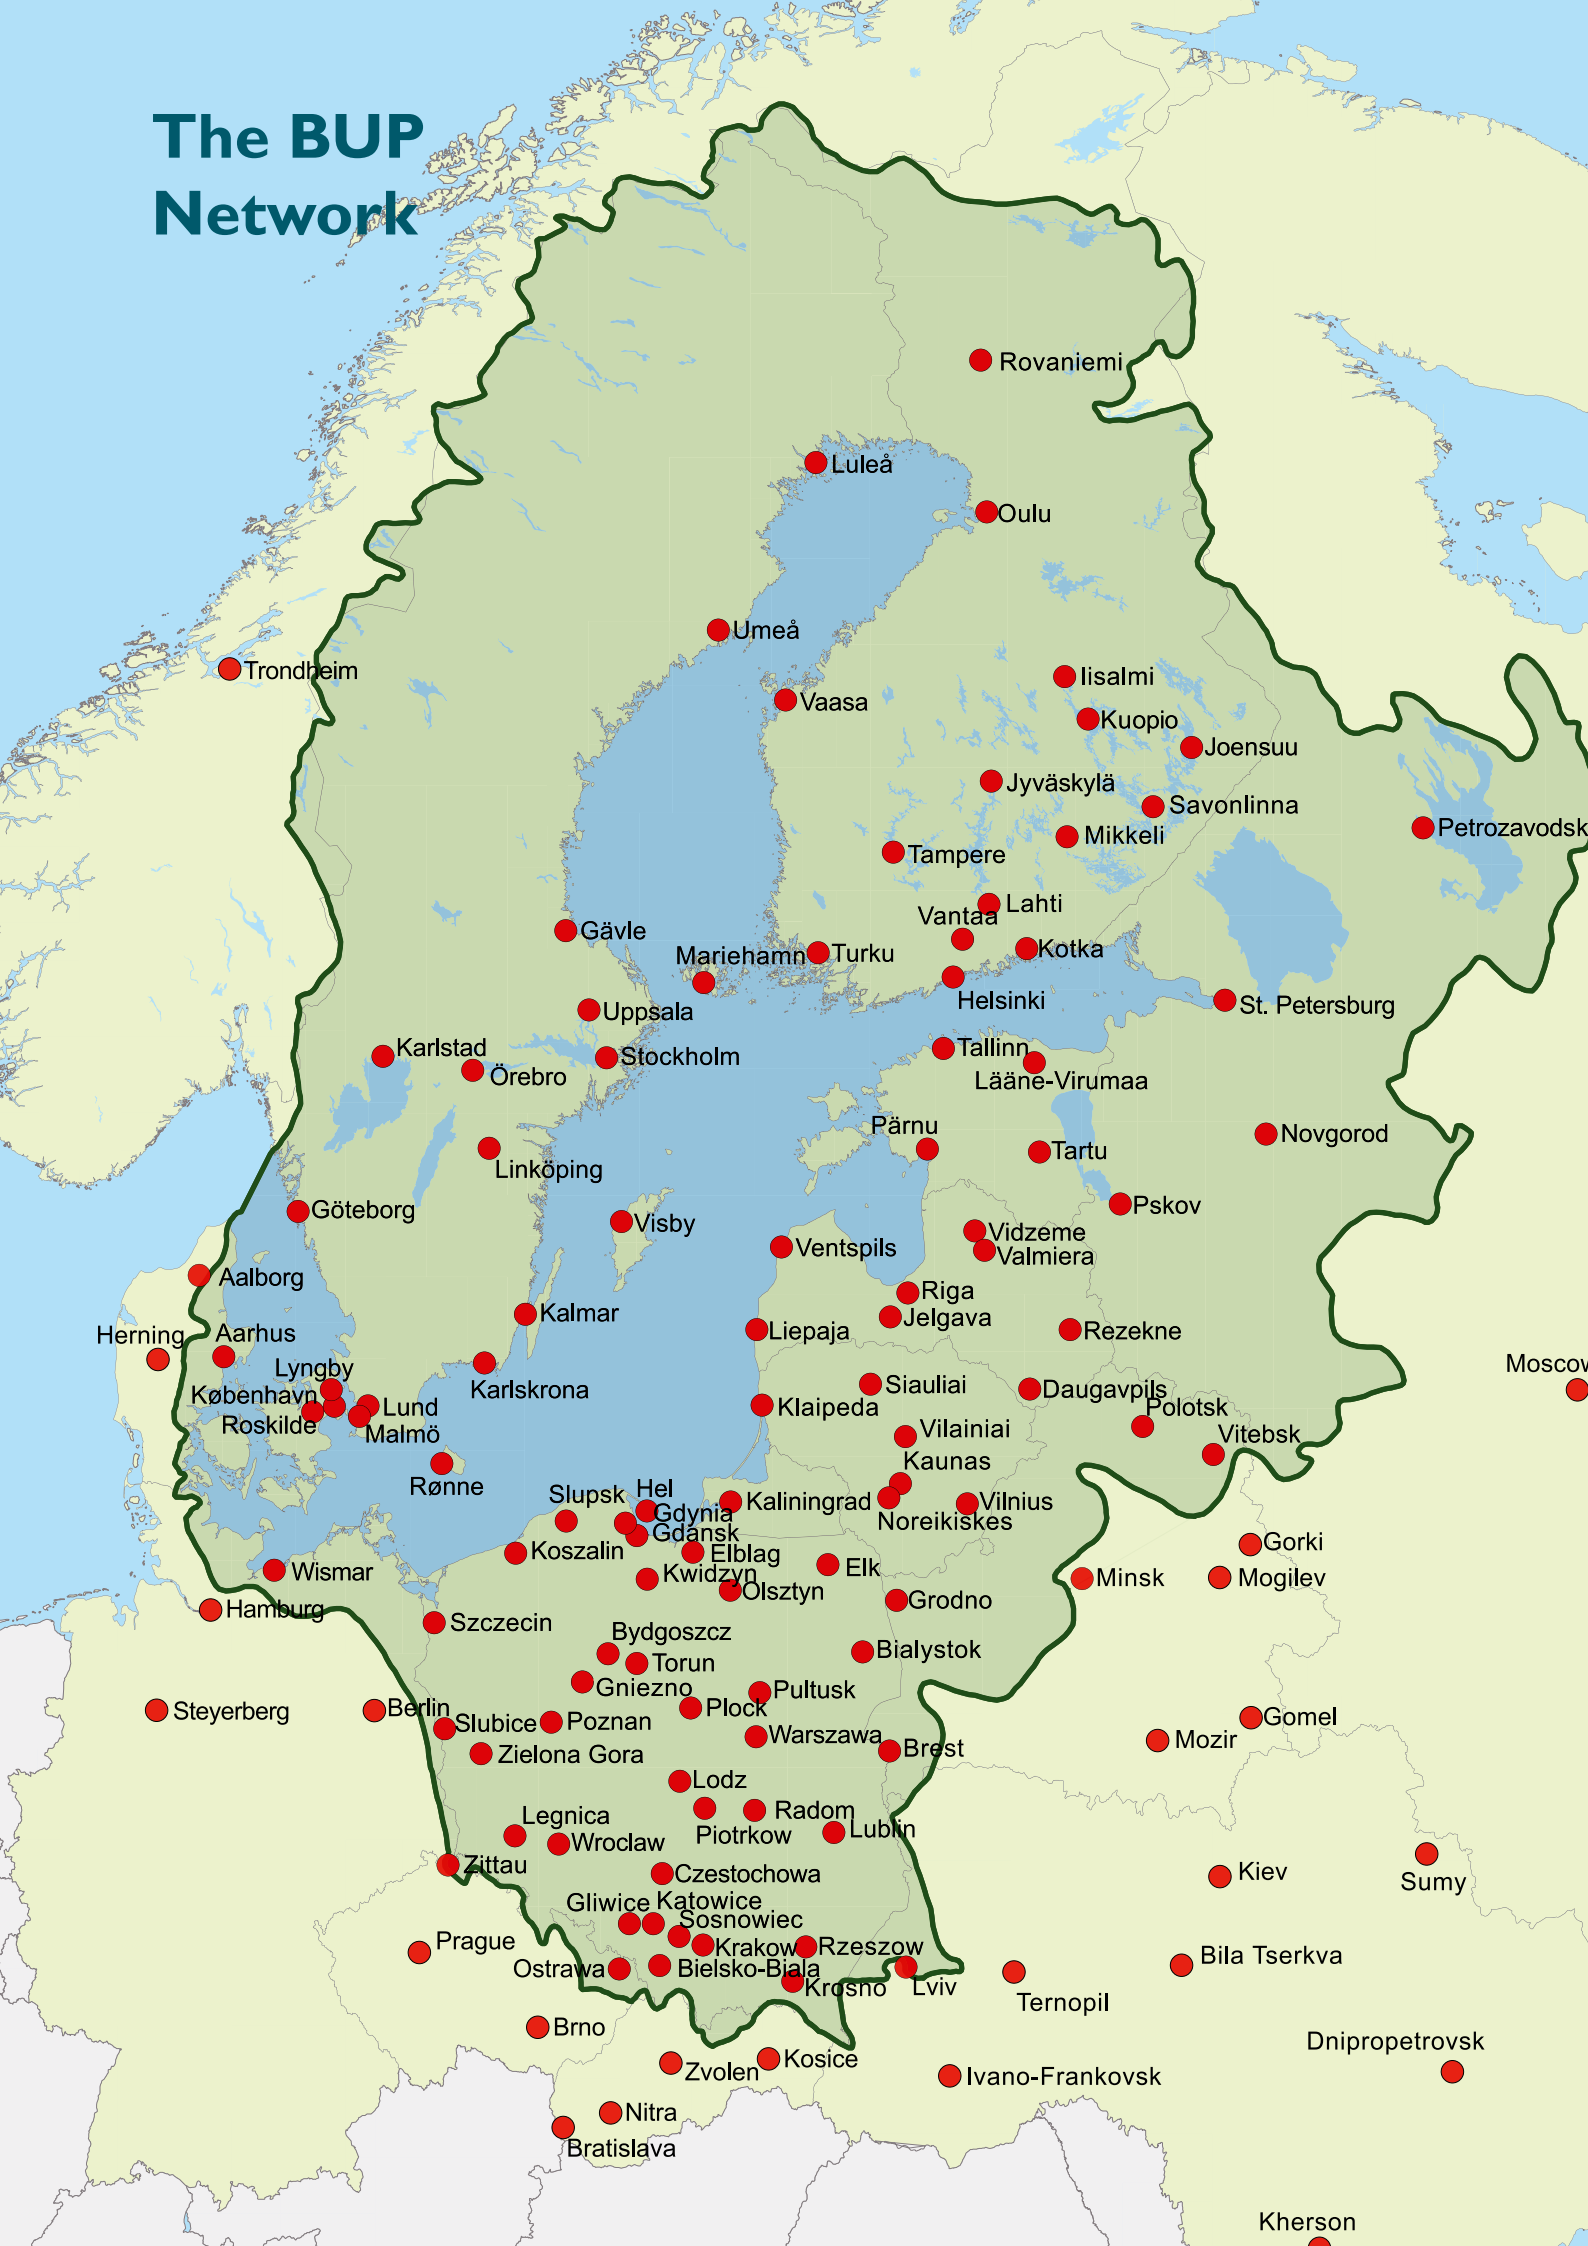 The BUP
Network
Rovaniemi
Luleå
Oulu
Umeå
Trondheim
Iisalmi
Vaasa
Kuopio
Joensuu
Jyväskylä
Savonlinna
Petrozavodsk
Mikkeli
Tampere
Lahti
Vantaa
Gävle
Mariehamn
Turku
Kotka
Helsinki
St. Petersburg
Uppsala
Karlstad
Stockholm
Tallinn
Örebro
Lääne-Virumaa
Pärnu
Novgorod
Tartu
Linköping
Pskov
Göteborg
Visby
Vidzeme
Ventspils
Valmiera
Aalborg
Riga
Kalmar
Jelgava
Herning
Aarhus
Liepaja
Rezekne
Lyngby
Moscow
Siauliai
Karlskrona
Daugavpils
København
Lund
Klaipeda
Polotsk
Roskilde
Malmö
Vilainiai
Vitebsk
Kaunas
Rønne
Hel
Slupsk
Kaliningrad
Vilnius
Gdynia
Noreikiskes
Gdansk
Gorki
Koszalin
Elblag
Elk
Wismar
Kwidzyn
Minsk
Mogilev
Olsztyn
Grodno
Hamburg
Szczecin
Bydgoszcz
Bialystok
Torun
Gniezno
Pultusk
Steyerberg
Berlin
Plock
Gomel
Slubice
Poznan
Warszawa
Mozir
Brest
Zielona Gora
Lodz
Radom
Legnica
Lublin
Piotrkow
Wroclaw
Zittau
Czestochowa
Kiev
Sumy
Gliwice
Katowice
Sosnowiec
Prague
Krakow
Rzeszow
Bila Tserkva
Ostrawa
Bielsko-Biala
Krosno
Lviv
Ternopil
Brno
Dnipropetrovsk
Kosice
Zvolen
Ivano-Frankovsk
Nitra
Bratislava
Kherson